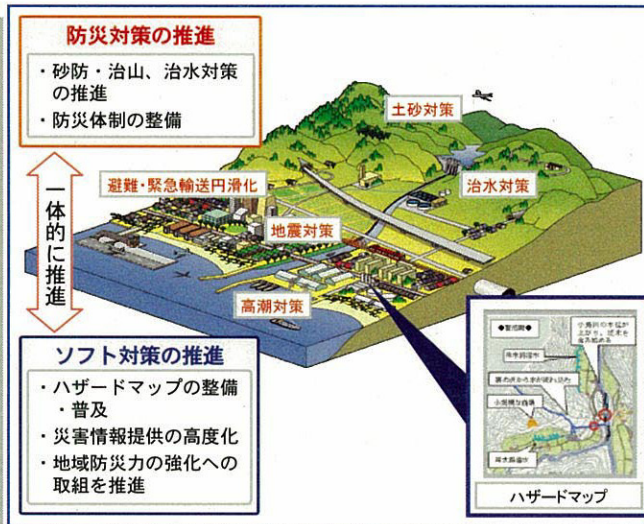 防災対策の推進
・砂防・治山、治水対策
の推進
・防災体制の整備
一体的に推進
ソフト対策の推進
・ハザードマップの整備
・普及
・災害情報提供の高度化
・地域防災力の強化への
取組を推進
土砂対策
避難・緊急輸送円滑化
治水対策
地震対策
高潮対策
ハザードマップ